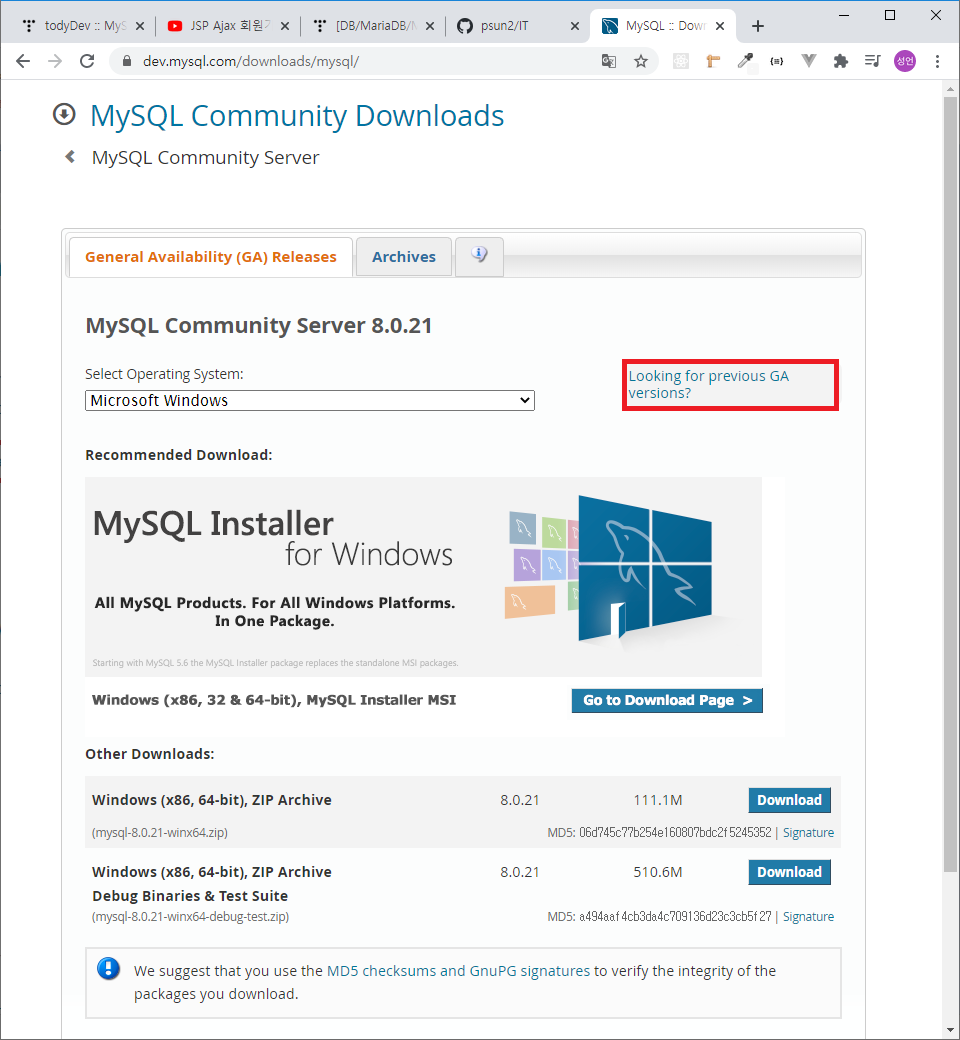 todyDev :: MyS
JSP Ajax 회원가
[DB/MariaDB/M
psun2/IT
MySQL :: Down
dev.mysql.com/downloads/mysql/
성언
MySQL Community Downloads
MySQL Community Server
General Availability (GA) Releases
Archives
MySQL Community Server 8.0.21
Select Operating System:
Microsoft Windows
Looking for previous GA
versions?
Recommended Download:
MySQL Installer
for Windows
All MySQL Products. For All Windows Platforms.
In One Package.
Starting with MySQL 5.6 the MySQL Installer package replaces the standalone MSI packages.
Windows (x86, 32 & 64-bit), MySQL Installer MSI
Go to Download Page >
Other Downloads:
Windows (x86, 64-bit), ZIP Archive 8.0.21 111.1M Download
(mysql-8.0.21-winx64.zip) MD5: 06d745c77b254e160807bdc2f5245352 | Signature
Windows (x86, 64-bit), ZIP Archive 8.0.21 510.6M Download
Debug Binaries & Test Suite
(mysql-8.0.21-winx64-debug-test.zip) MD5: a494aaf4cb3da4c709136d23c3cb5f27 | Signature
We suggest that you use the MD5 checksums and GnuPG signatures to verify the integrity of the
packages you download.